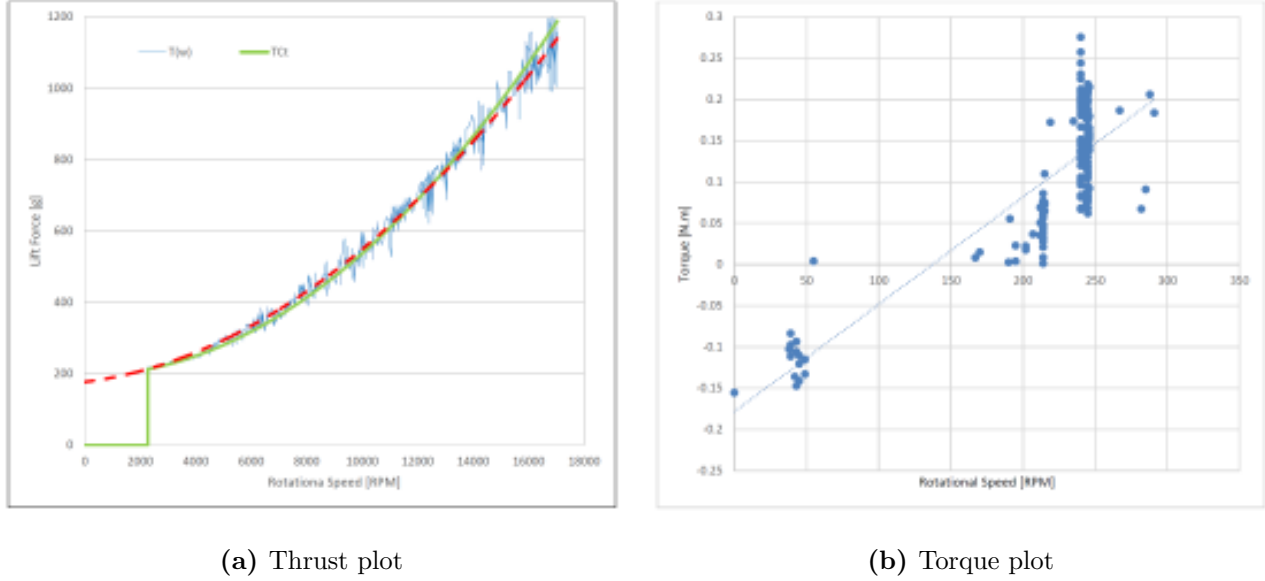 1200
1000
800
600
400
200
0
T(w) TCt
Lift Force [g]
0 2000 4000 6000 8000 10000 12000 14000 16000 18000
Rotationa Speed [RPM]
(a) Thrust plot
0.3
0.25
0.2
0.15
0.1
0.05
0
-0.05
-0.1
-0.15
-0.2
-0.25
Torque [N.m]
0 50 100 150 200 250 300 350
Rotational Speed [RPM]
(b) Torque plot